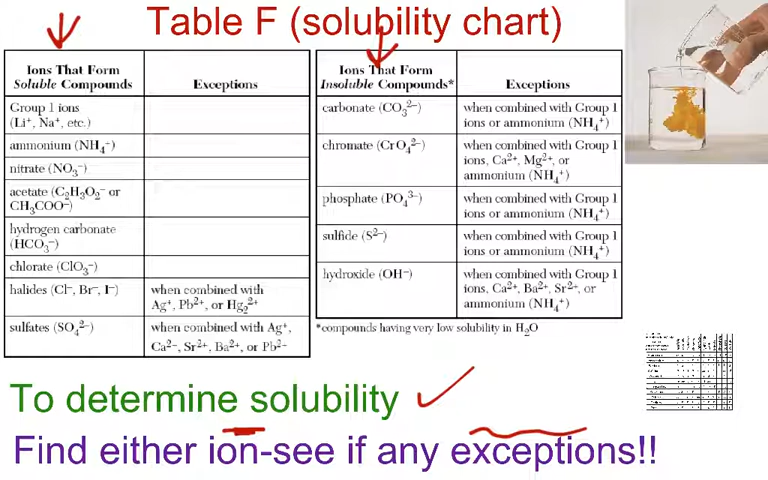 Table F (solubility chart)
Ions That Form
Soluble Compounds
Exceptions
Group 1 ions
(Li⁺, Na⁺, etc.)
ammonium (NH₄⁺)
nitrate (NO₃⁻)
acetate (C₂H₃O₂⁻ or
CH₃COO⁻)
hydrogen carbonate
(HCO₃⁻)
chlorate (ClO₃⁻)
halides (Cl⁻, Br⁻, I⁻)
when combined with
Ag⁺, Pb²⁺, or Hg₂²⁺
sulfates (SO₄²⁻)
when combined with Ag⁺,
Ca²⁻, Sr²⁺, Ba²⁺, or Pb²⁻
Ions That Form
Insoluble Compounds*
Exceptions
carbonate (CO₃²⁻)
when combined with Group 1
ions or ammonium (NH₄⁺)
chromate (CrO₄²⁻)
when combined with Group 1
ions, Ca²⁺, Mg²⁺, or
ammonium (NH₄⁺)
phosphate (PO₄³⁻)
when combined with Group 1
ions or ammonium (NH₄⁺)
sulfide (S²⁻)
when combined with Group 1
ions or ammonium (NH₄⁺)
hydroxide (OH⁻)
when combined with Group 1
ions, Ca²⁺, Ba²⁺, Sr²⁺, or
ammonium (NH₄⁺)
*compounds having very low solubility in H₂O
To determine solubility
Find either ion-see if any exceptions!!